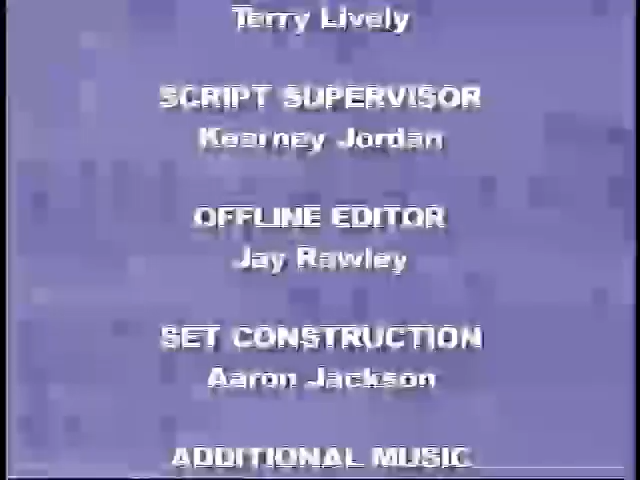 Terry Lively
SCRIPT SUPERVISOR
Kearney Jordan
OFFLINE EDITOR
Jay Rawley
SET CONSTRUCTION
Aaron Jackson
ADDITIONAL MUSIC